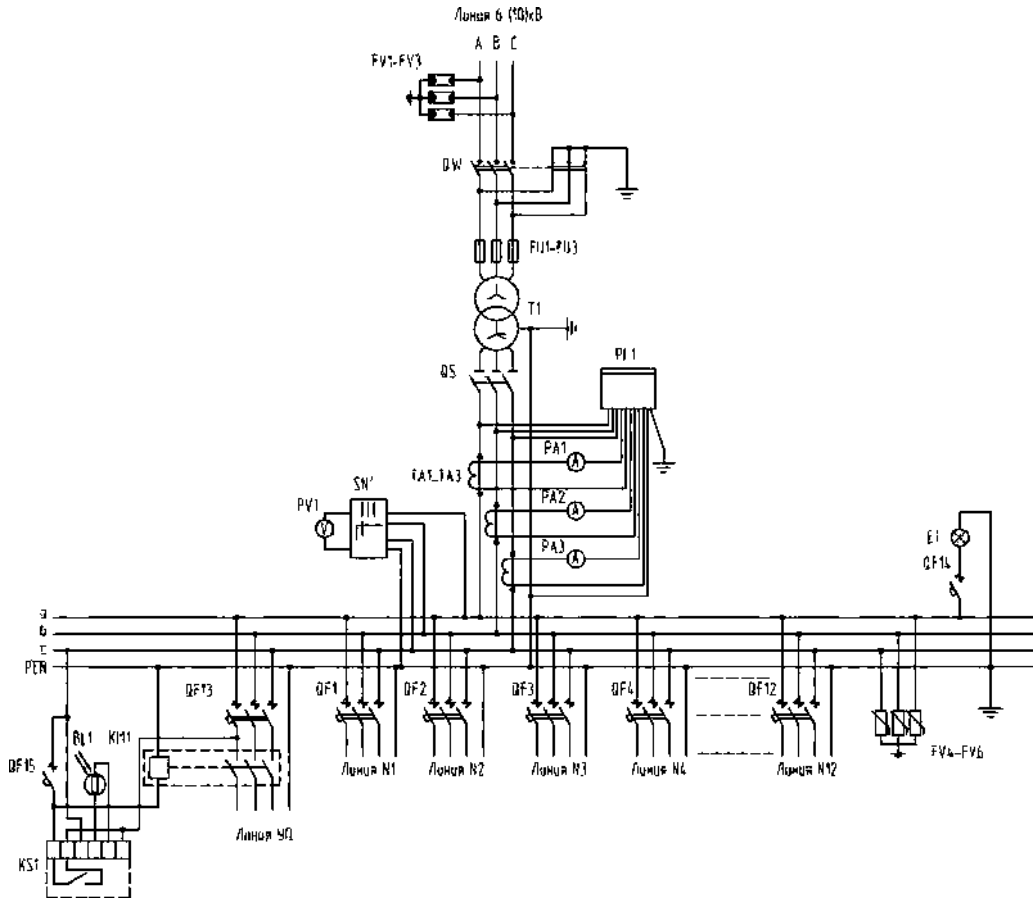 Линия 6 (10)кВ
A B C
FV1-FV3
QW
FU1-FU3
T1
QS
PI1
PA1
A
TA1-TA3
SN1
PV1
V
PA2
A
PA3
A
E1
QF14
a
b
c
PEN
QF13
QF1
QF2
QF3
QF4
QF12
QF15
BL1
KM1
Линия N1
Линия N2
Линия N3
Линия N4
Линия N12
FV4-FV6
Линия УО
KS1